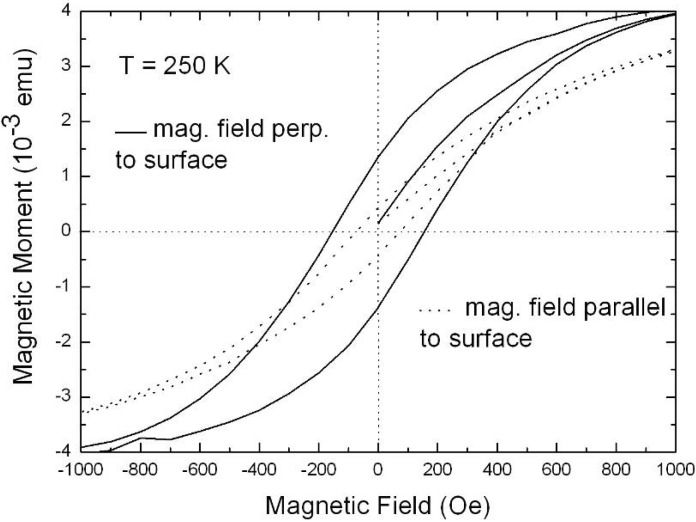 4
3
2
1
0
-1
-2
-3
-4
Magnetic Moment (10⁻³ emu)
T = 250 K
mag. field perp.
to surface
mag. field parallel
to surface
-1000 -800 -600 -400 -200 0 200 400 600 800 1000
Magnetic Field (Oe)